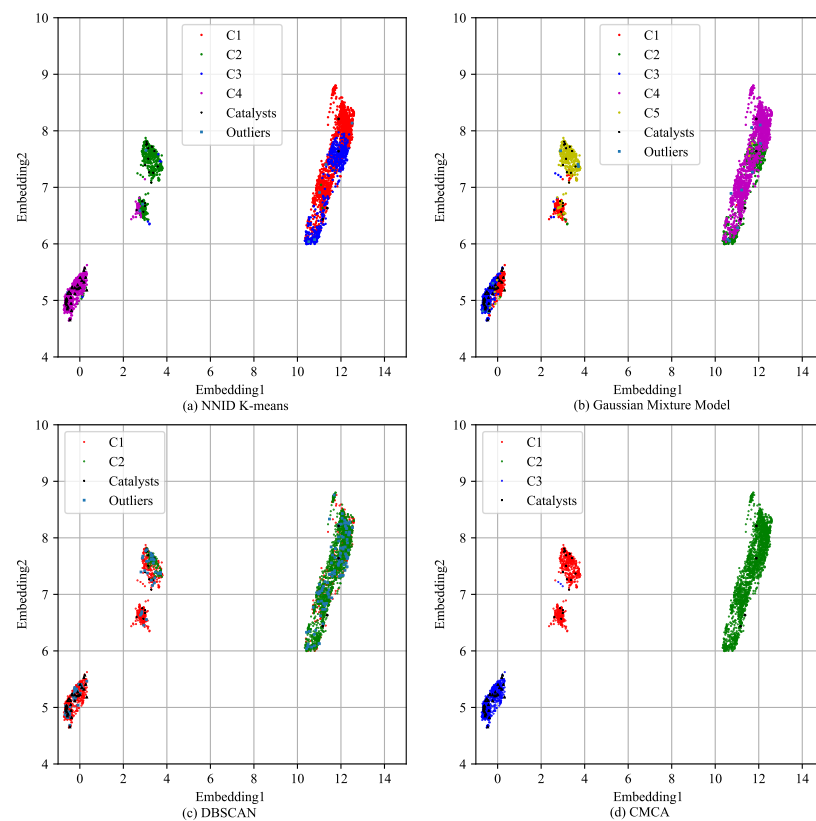 10
9
8
7
6
5
4
Embedding2
C1
C2
C3
C4
Catalysts
Outliers
0 2 4 6 8 10 12 14
Embedding1
(a) NNID K-means
10
9
8
7
6
5
4
Embedding2
C1
C2
C3
C4
C5
Catalysts
Outliers
0 2 4 6 8 10 12 14
Embedding1
(b) Gaussian Mixture Model
10
9
8
7
6
5
4
Embedding2
C1
C2
Catalysts
Outliers
0 2 4 6 8 10 12 14
Embedding1
(c) DBSCAN
10
9
8
7
6
5
4
Embedding2
C1
C2
C3
Catalysts
0 2 4 6 8 10 12 14
Embedding1
(d) CMCA